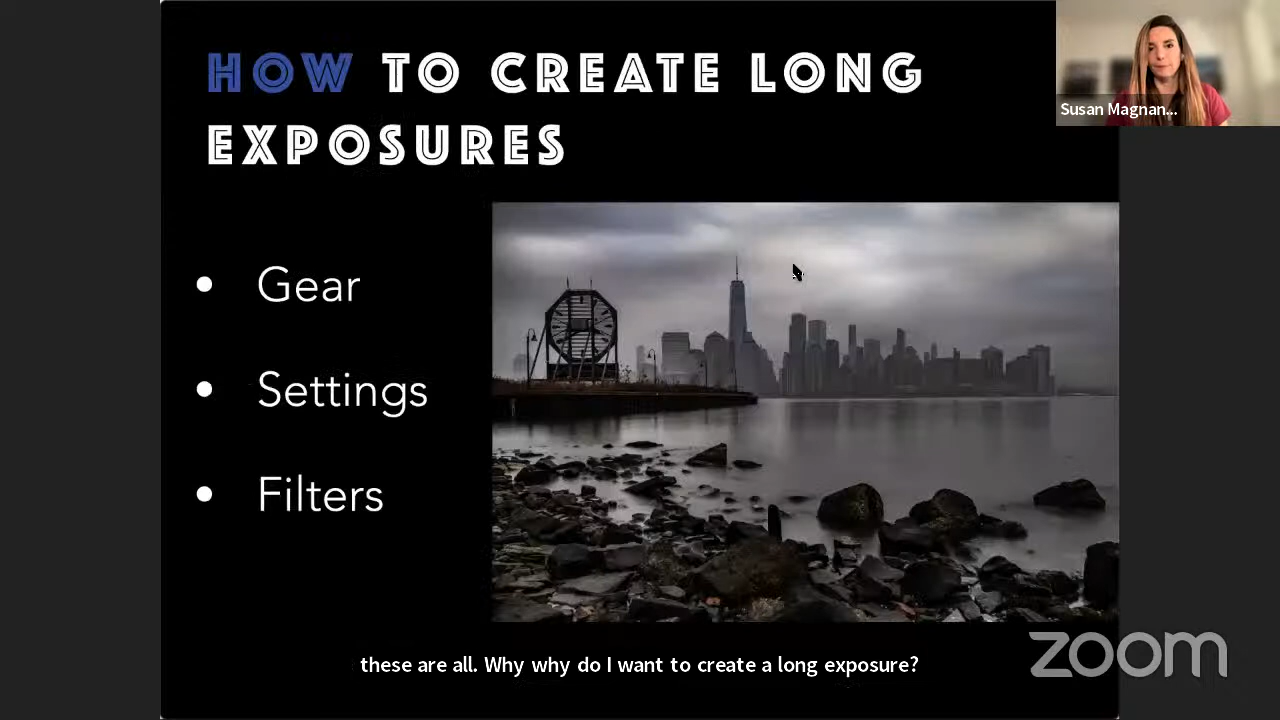 HOW TO CREATE LONG
EXPOSURES
Susan Magnan...
• Gear
• Settings
• Filters
these are all. Why why do I want to create a long exposure?
zoom